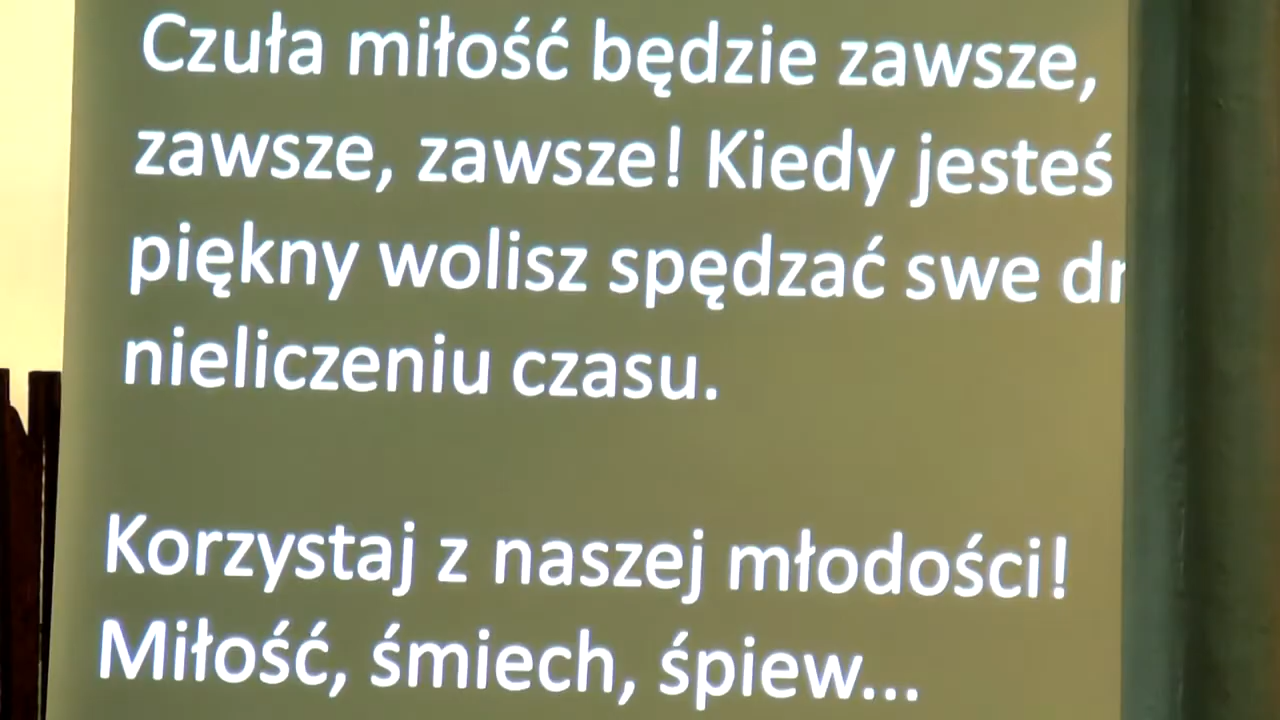 Czuła miłość będzie zawsze,
zawsze, zawsze! Kiedy jesteś
piękny wolisz spędzać swe
nieliczeniu czasu.
Korzystaj z naszej młodości!
Miłość, śmiech, śpiew...